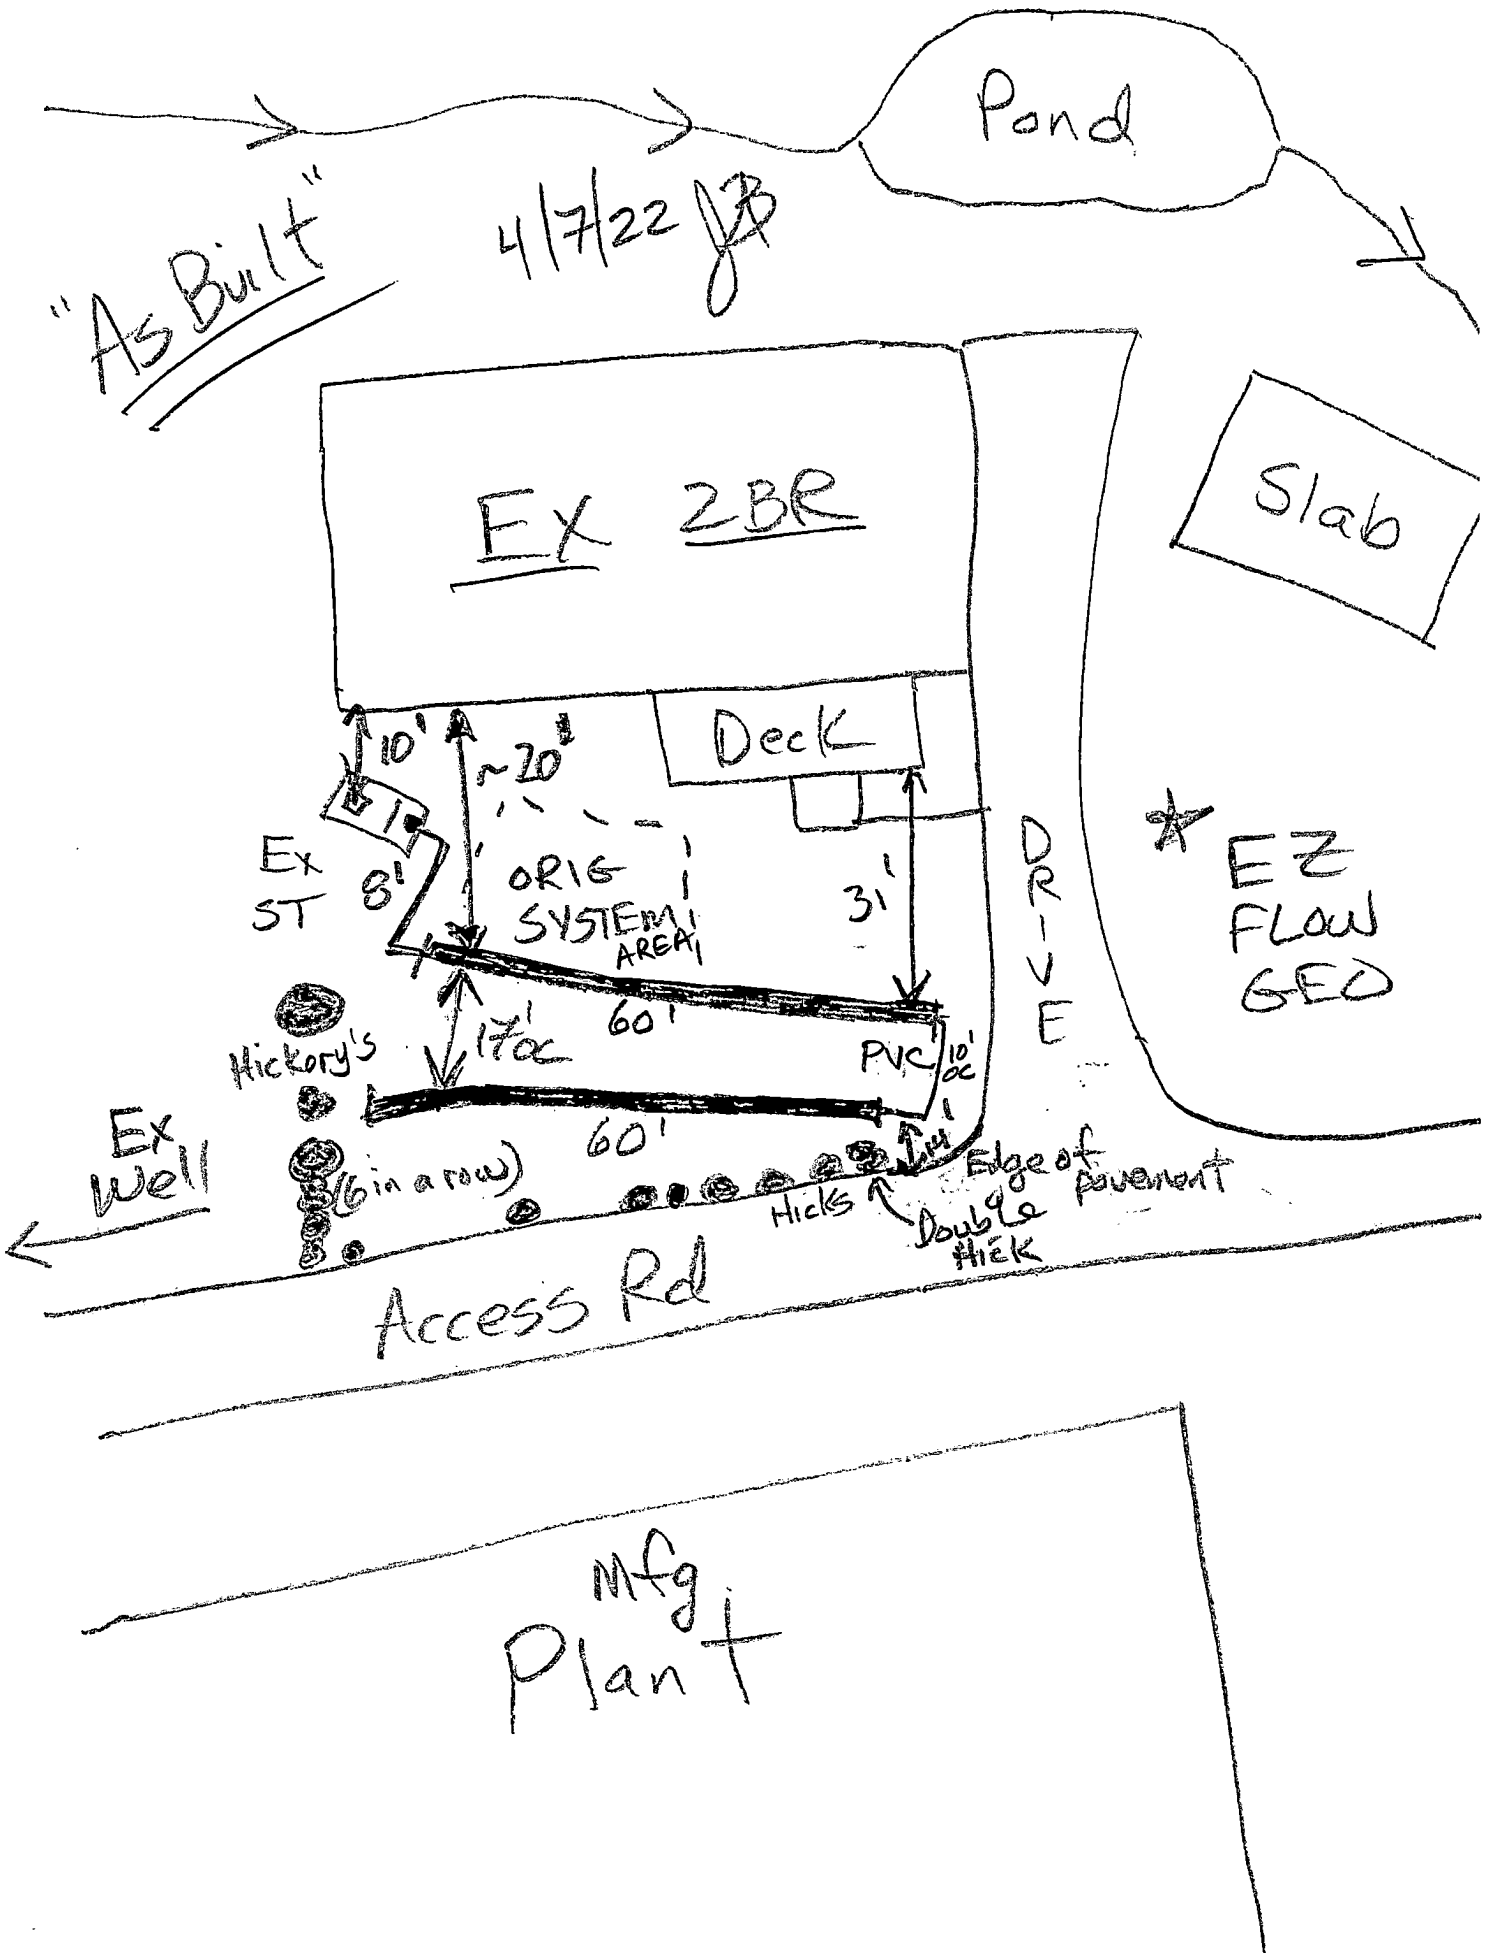 Pond
4/7/22 JB
"As Built"
Ex 2BR
Slab
Deck
10'
~20'
Ex
ST
8'
ORIG
SYSTEM
AREA
31'
DRIVE
EZ
FLOW
GEO
60'
17'
OC
PVC
10'
OC
Hickory's
Ex
Well
60'
(6 in a row)
14'
Edge of
pavement
Hicks
Double
Hick
Access Rd
Mfg
Plant